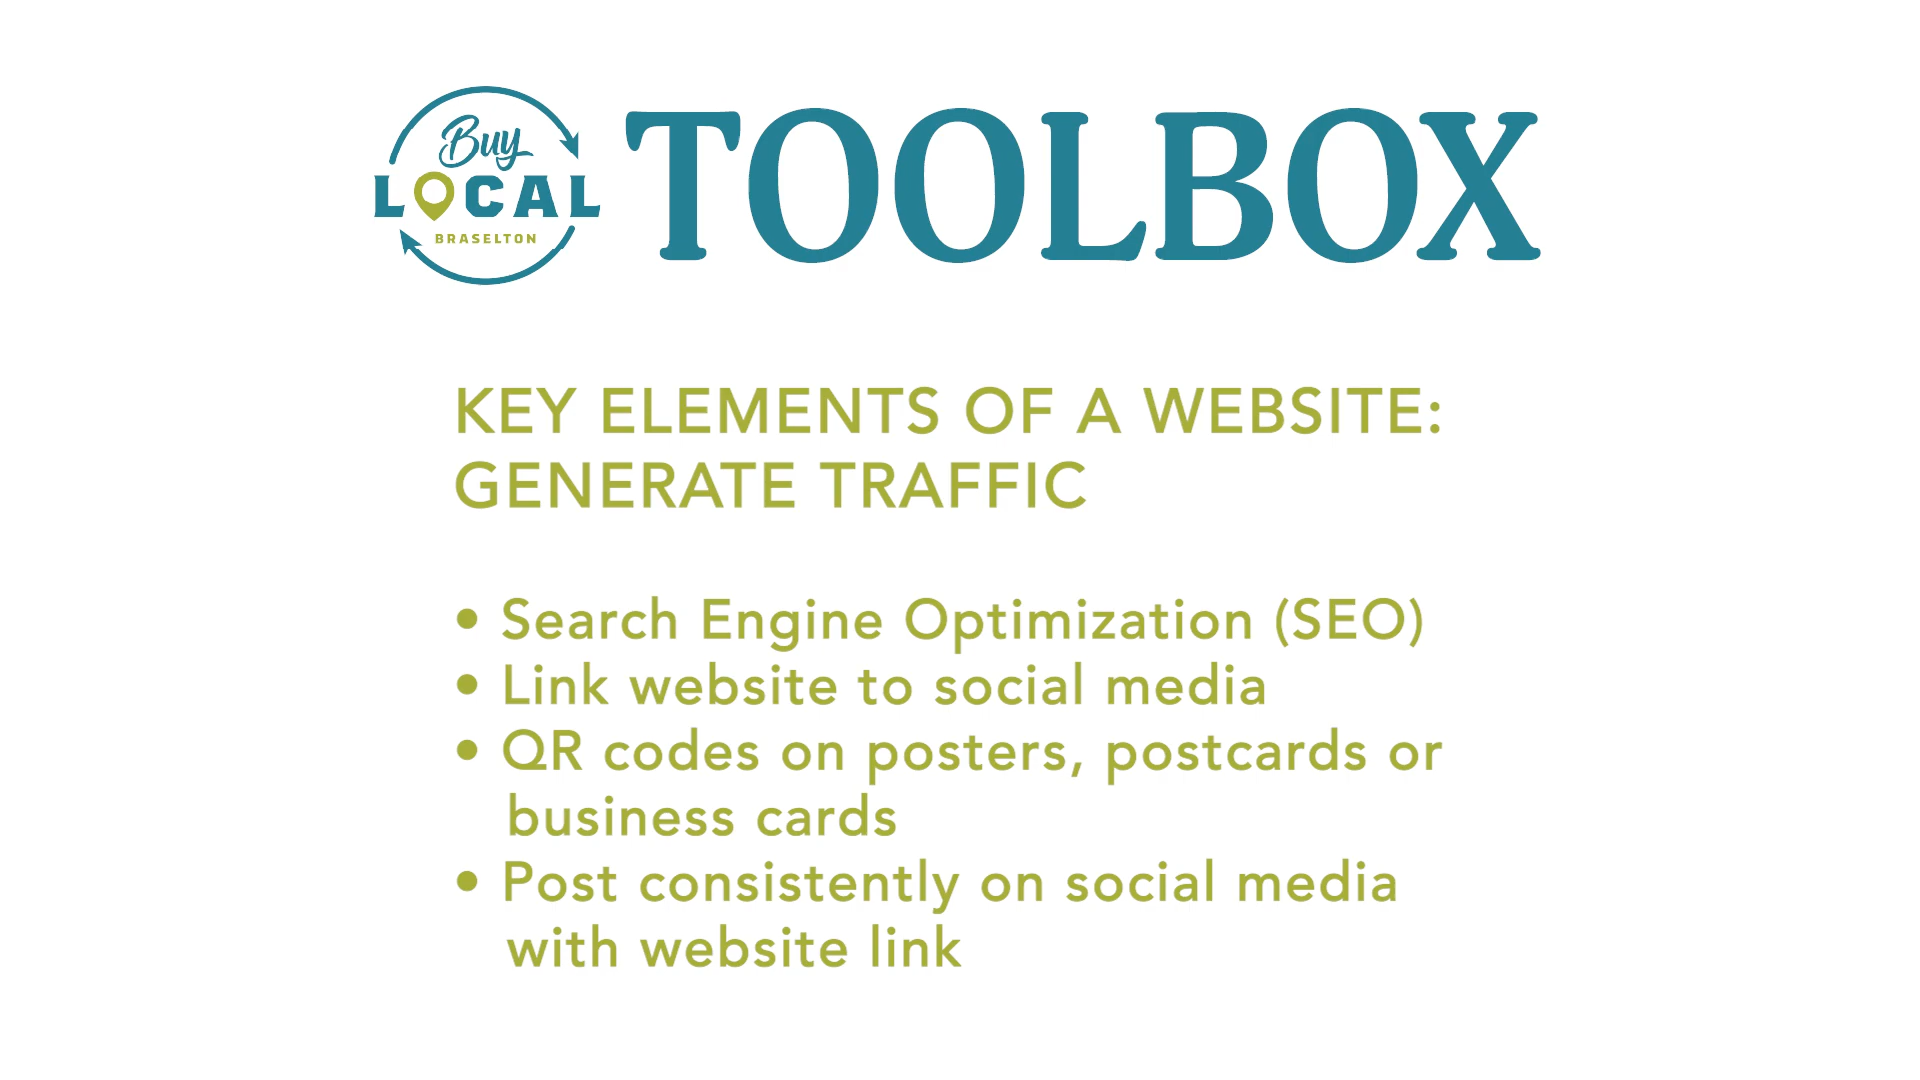 Buy
LOCAL
BRASELTON
TOOLBOX
KEY ELEMENTS OF A WEBSITE:
GENERATE TRAFFIC
• Search Engine Optimization (SEO)
• Link website to social media
• QR codes on posters, postcards or
business cards
• Post consistently on social media
with website link